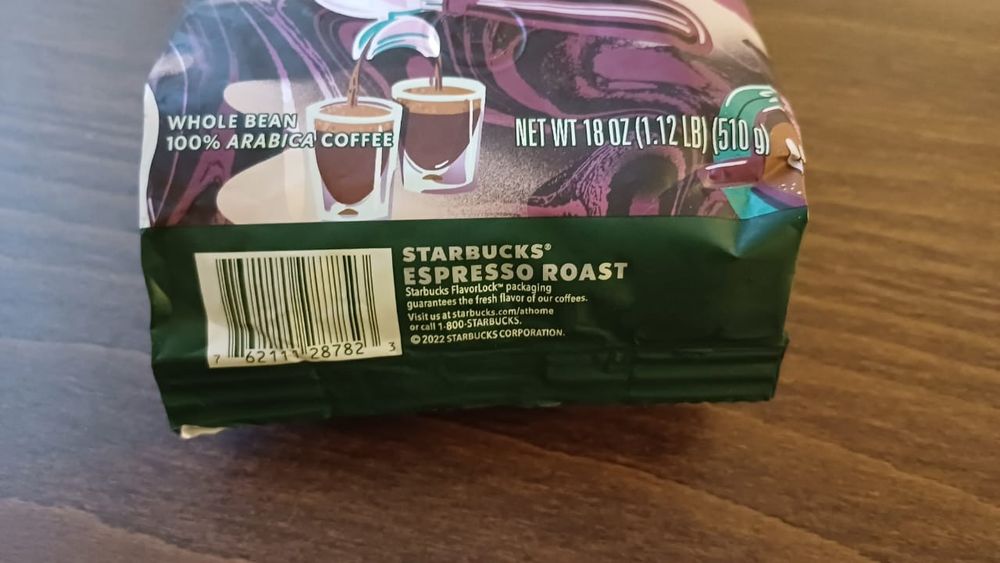 WHOLE BEAN
100% ARABICA COFFEE
NET WT 18 OZ (1.12 LB) (510 g)
STARBUCKS®
ESPRESSO ROAST
Starbucks FlavorLock™ packaging
guarantees the fresh flavor of our coffees.
Visit us at starbucks.com/athome
or call 1-800-STARBUCKS.
© 2022 STARBUCKS CORPORATION.
7 62111 28782 3